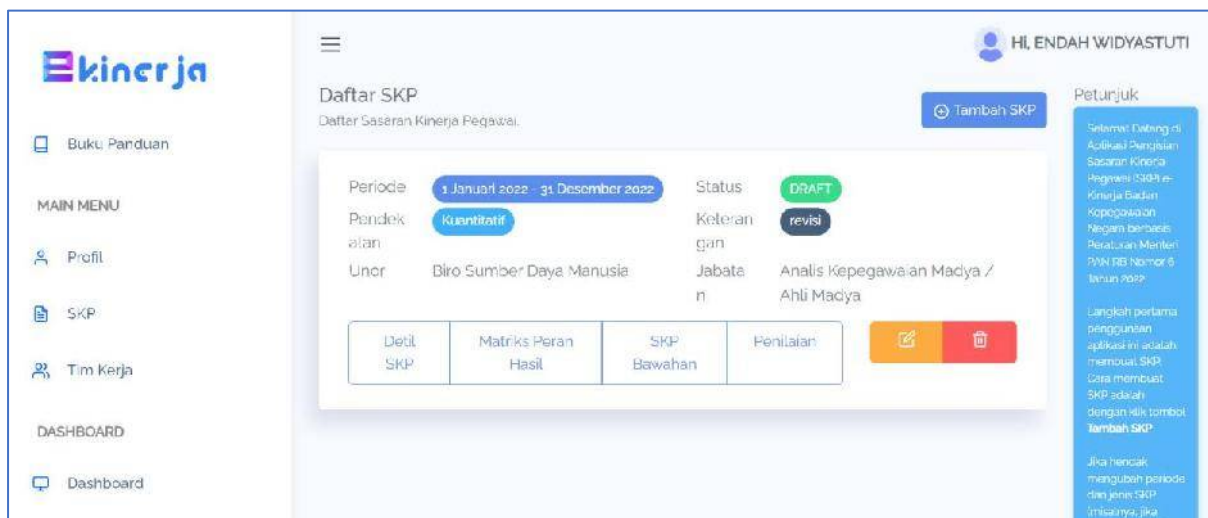 Ekinerja
Buku Panduan
MAIN MENU
Profil
SKP
Tim Kerja
DASHBOARD
Dashboard
HI, ENDAH WIDYASTUTI
Daftar SKP
Daftar Sasaran Kinerja Pegawai.
Tambah SKP
Periode
1 Januari 2022 - 31 Desember 2022
Status
DRAFT
Pendek
atan
Kuantitatif
Keteran
gan
revisi
Unor
Biro Sumber Daya Manusia
Jabata
n
Analis Kepegawaian Madya /
Ahli Madya
Detil
SKP
Matriks Peran
Hasil
SKP
Bawahan
Penilaian
Petunjuk
Selamat Datang di
Aplikasi Pengisian
Sasaran Kinerja
Pegawai (SKP) e-
Kinerja Badan
Kepegawaian
Negara berbasis
Peraturan Menteri
PAN RB Nomor 6
Tahun 2022
Langkah pertama
penggunaan
aplikasi ini adalah
membuat SKP.
Cara membuat
SKP adalah
dengan klik tombol
Tambah SKP
Jika hendak
mengubah periode
dan jenis SKP
(misalnya, jika